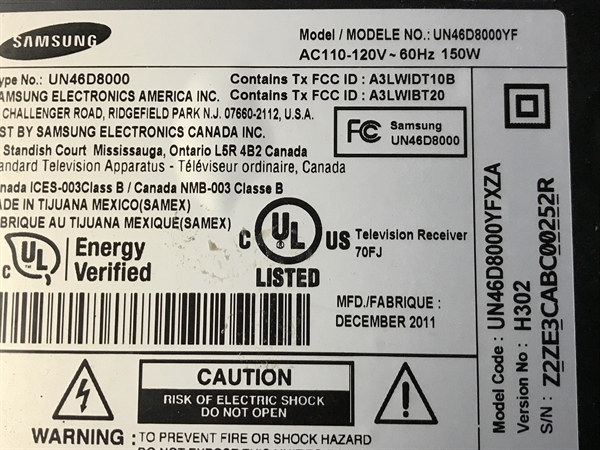 SAMSUNG
Model / MODELE NO.: UN46D8000YF
AC110-120V~60Hz 150W
ype No.: UN46D8000
Contains Tx FCC ID : A3LWIDT10B
AMSUNG ELECTRONICS AMERICA INC.
Contains Tx FCC ID : A3LWIBT20
CHALLENGER ROAD, RIDGEFIELD PARK N.J. 07660-2112, U.S.A.
ST BY SAMSUNG ELECTRONICS CANADA INC.
Standish Court Mississauga, Ontario L5R 4B2 Canada
andard Television Apparatus - Téléviseur ordinaire, Canada
FC Samsung
UN46D8000
nada ICES-003Class B / Canada NMB-003 Classe B
ADE IN TIJUANA MEXICO(SAMEX)
ABRIQUE AU TIJUANA MEXIQUE(SAMEX)
C UL
Energy
Verified
C UL US
LISTED
Television Receiver
70FJ
MFD./FABRIQUE :
DECEMBER 2011
CAUTION
RISK OF ELECTRIC SHOCK
DO NOT OPEN
WARNING : TO PREVENT FIRE OR SHOCK HAZARD
Model Code : UN46D8000YFXZA
Version No : H302
S/N : Z2ZE3CABC00252R